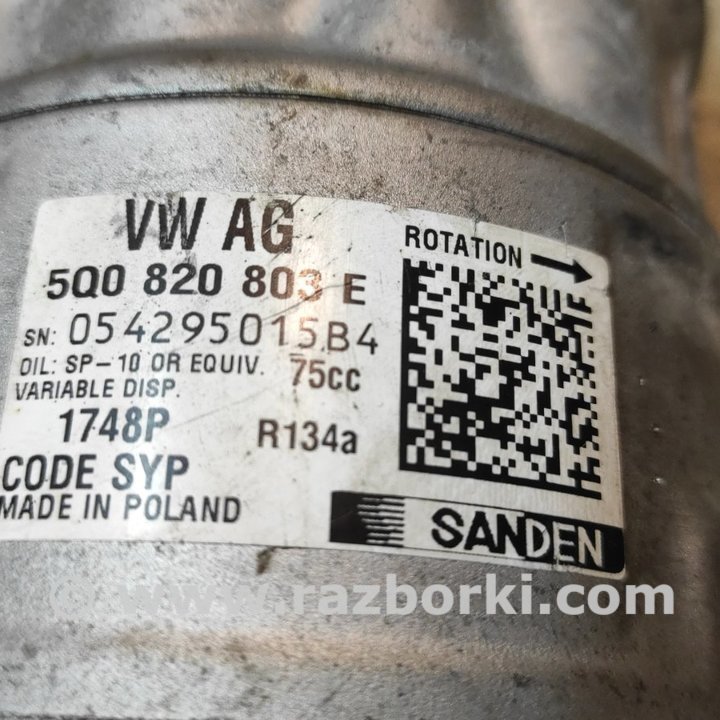 VW AG
5Q0 820 803 E
SN: 054295015B4
OIL: SP-10 OR EQUIV. 75cc
VARIABLE DISP.
1748P R134a
CODE SYP
MADE IN POLAND
ROTATION
SANDEN
© www.razborki.com